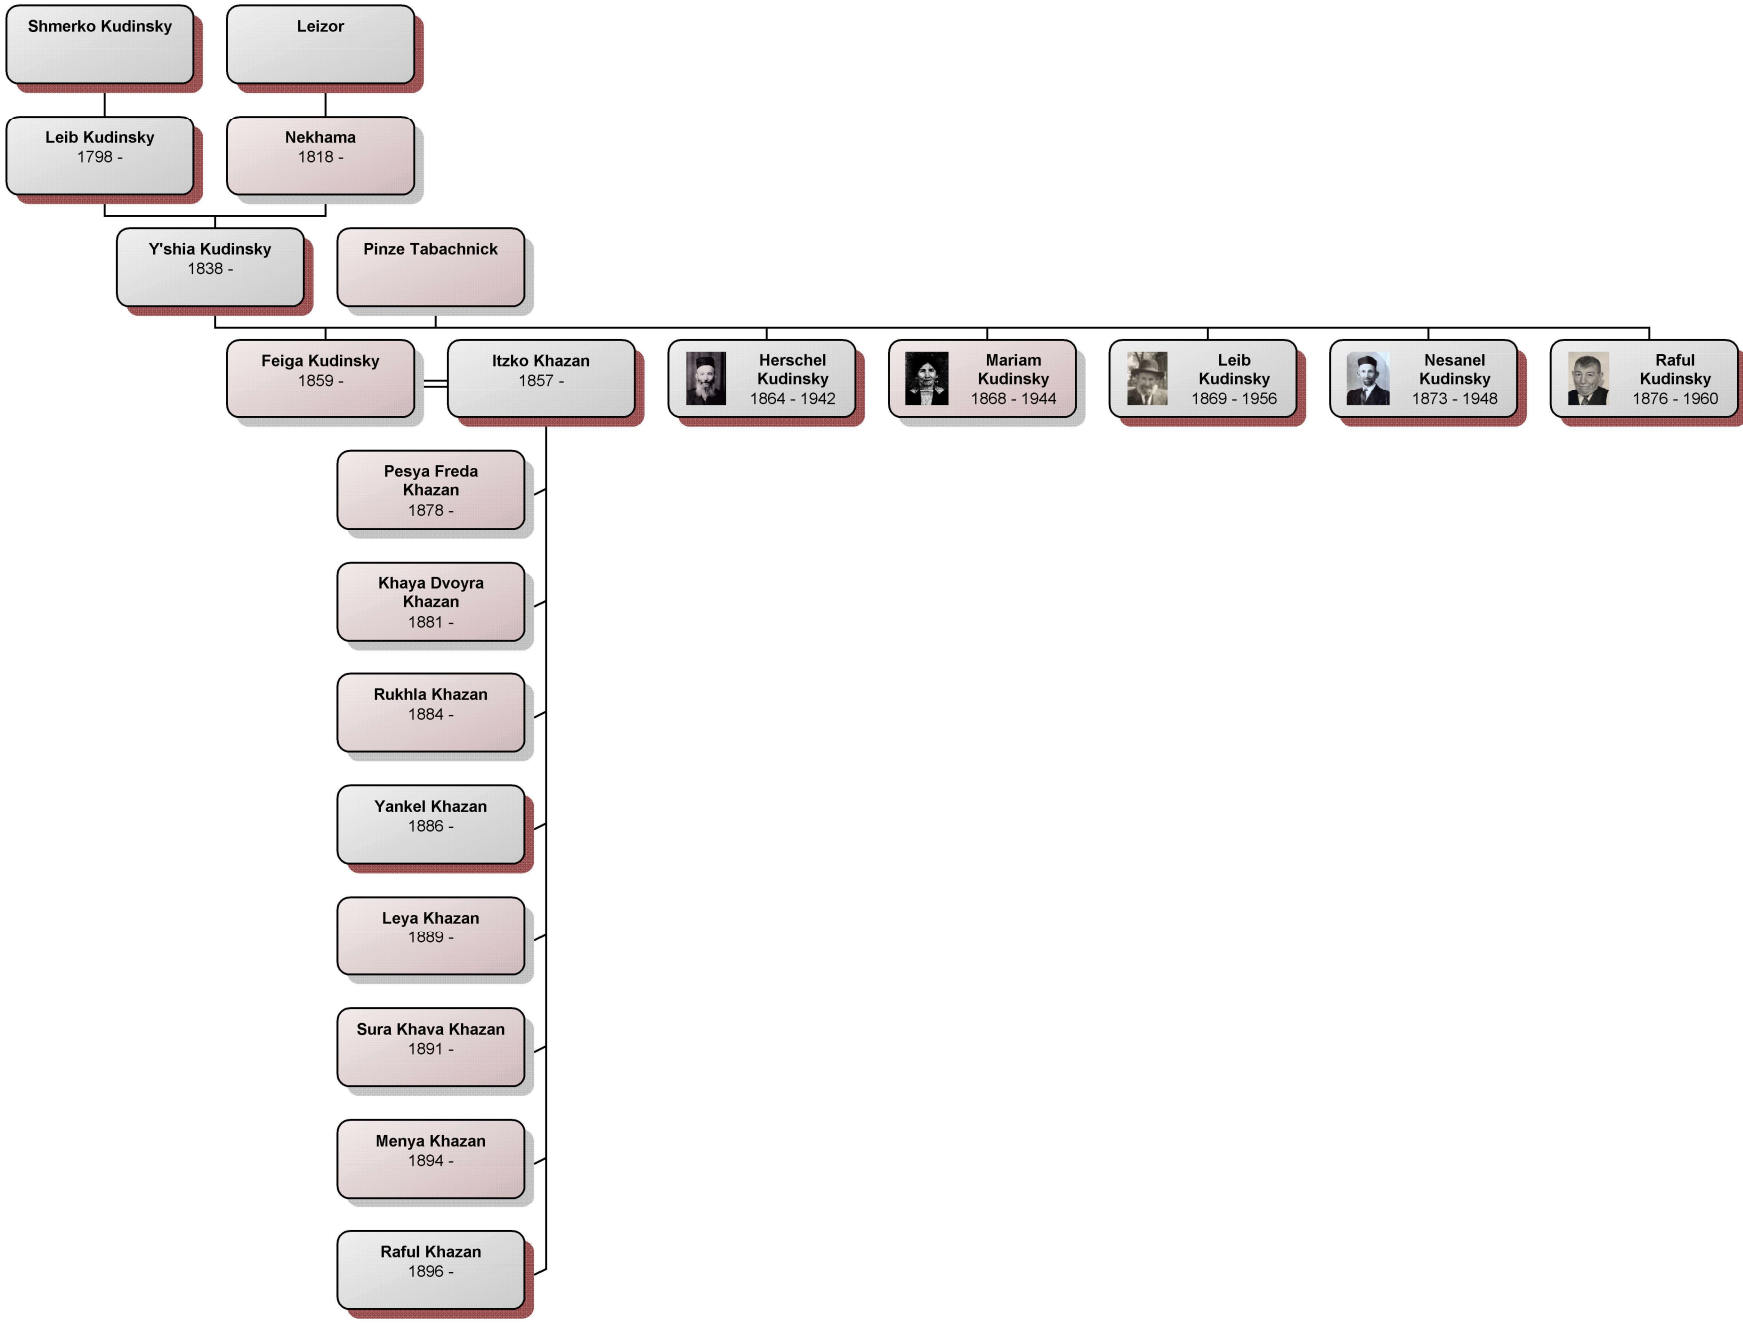 Shmerko Kudinsky
Leizor
Leib Kudinsky
1798 -
Nekhama
1818 -
Y'shia Kudinsky
1838 -
Pinze Tabachnick
Feiga Kudinsky
1859 -
Itzko Khazan
1857 -
Herschel
Kudinsky
1864 - 1942
Mariam
Kudinsky
1868 - 1944
Leib
Kudinsky
1869 - 1956
Nesanel
Kudinsky
1873 - 1948
Raful
Kudinsky
1876 - 1960
Pesya Freda
Khazan
1878 -
Khaya Dvoyra
Khazan
1881 -
Rukhla Khazan
1884 -
Yankel Khazan
1886 -
Leya Khazan
1889 -
Sura Khava Khazan
1891 -
Menya Khazan
1894 -
Raful Khazan
1896 -